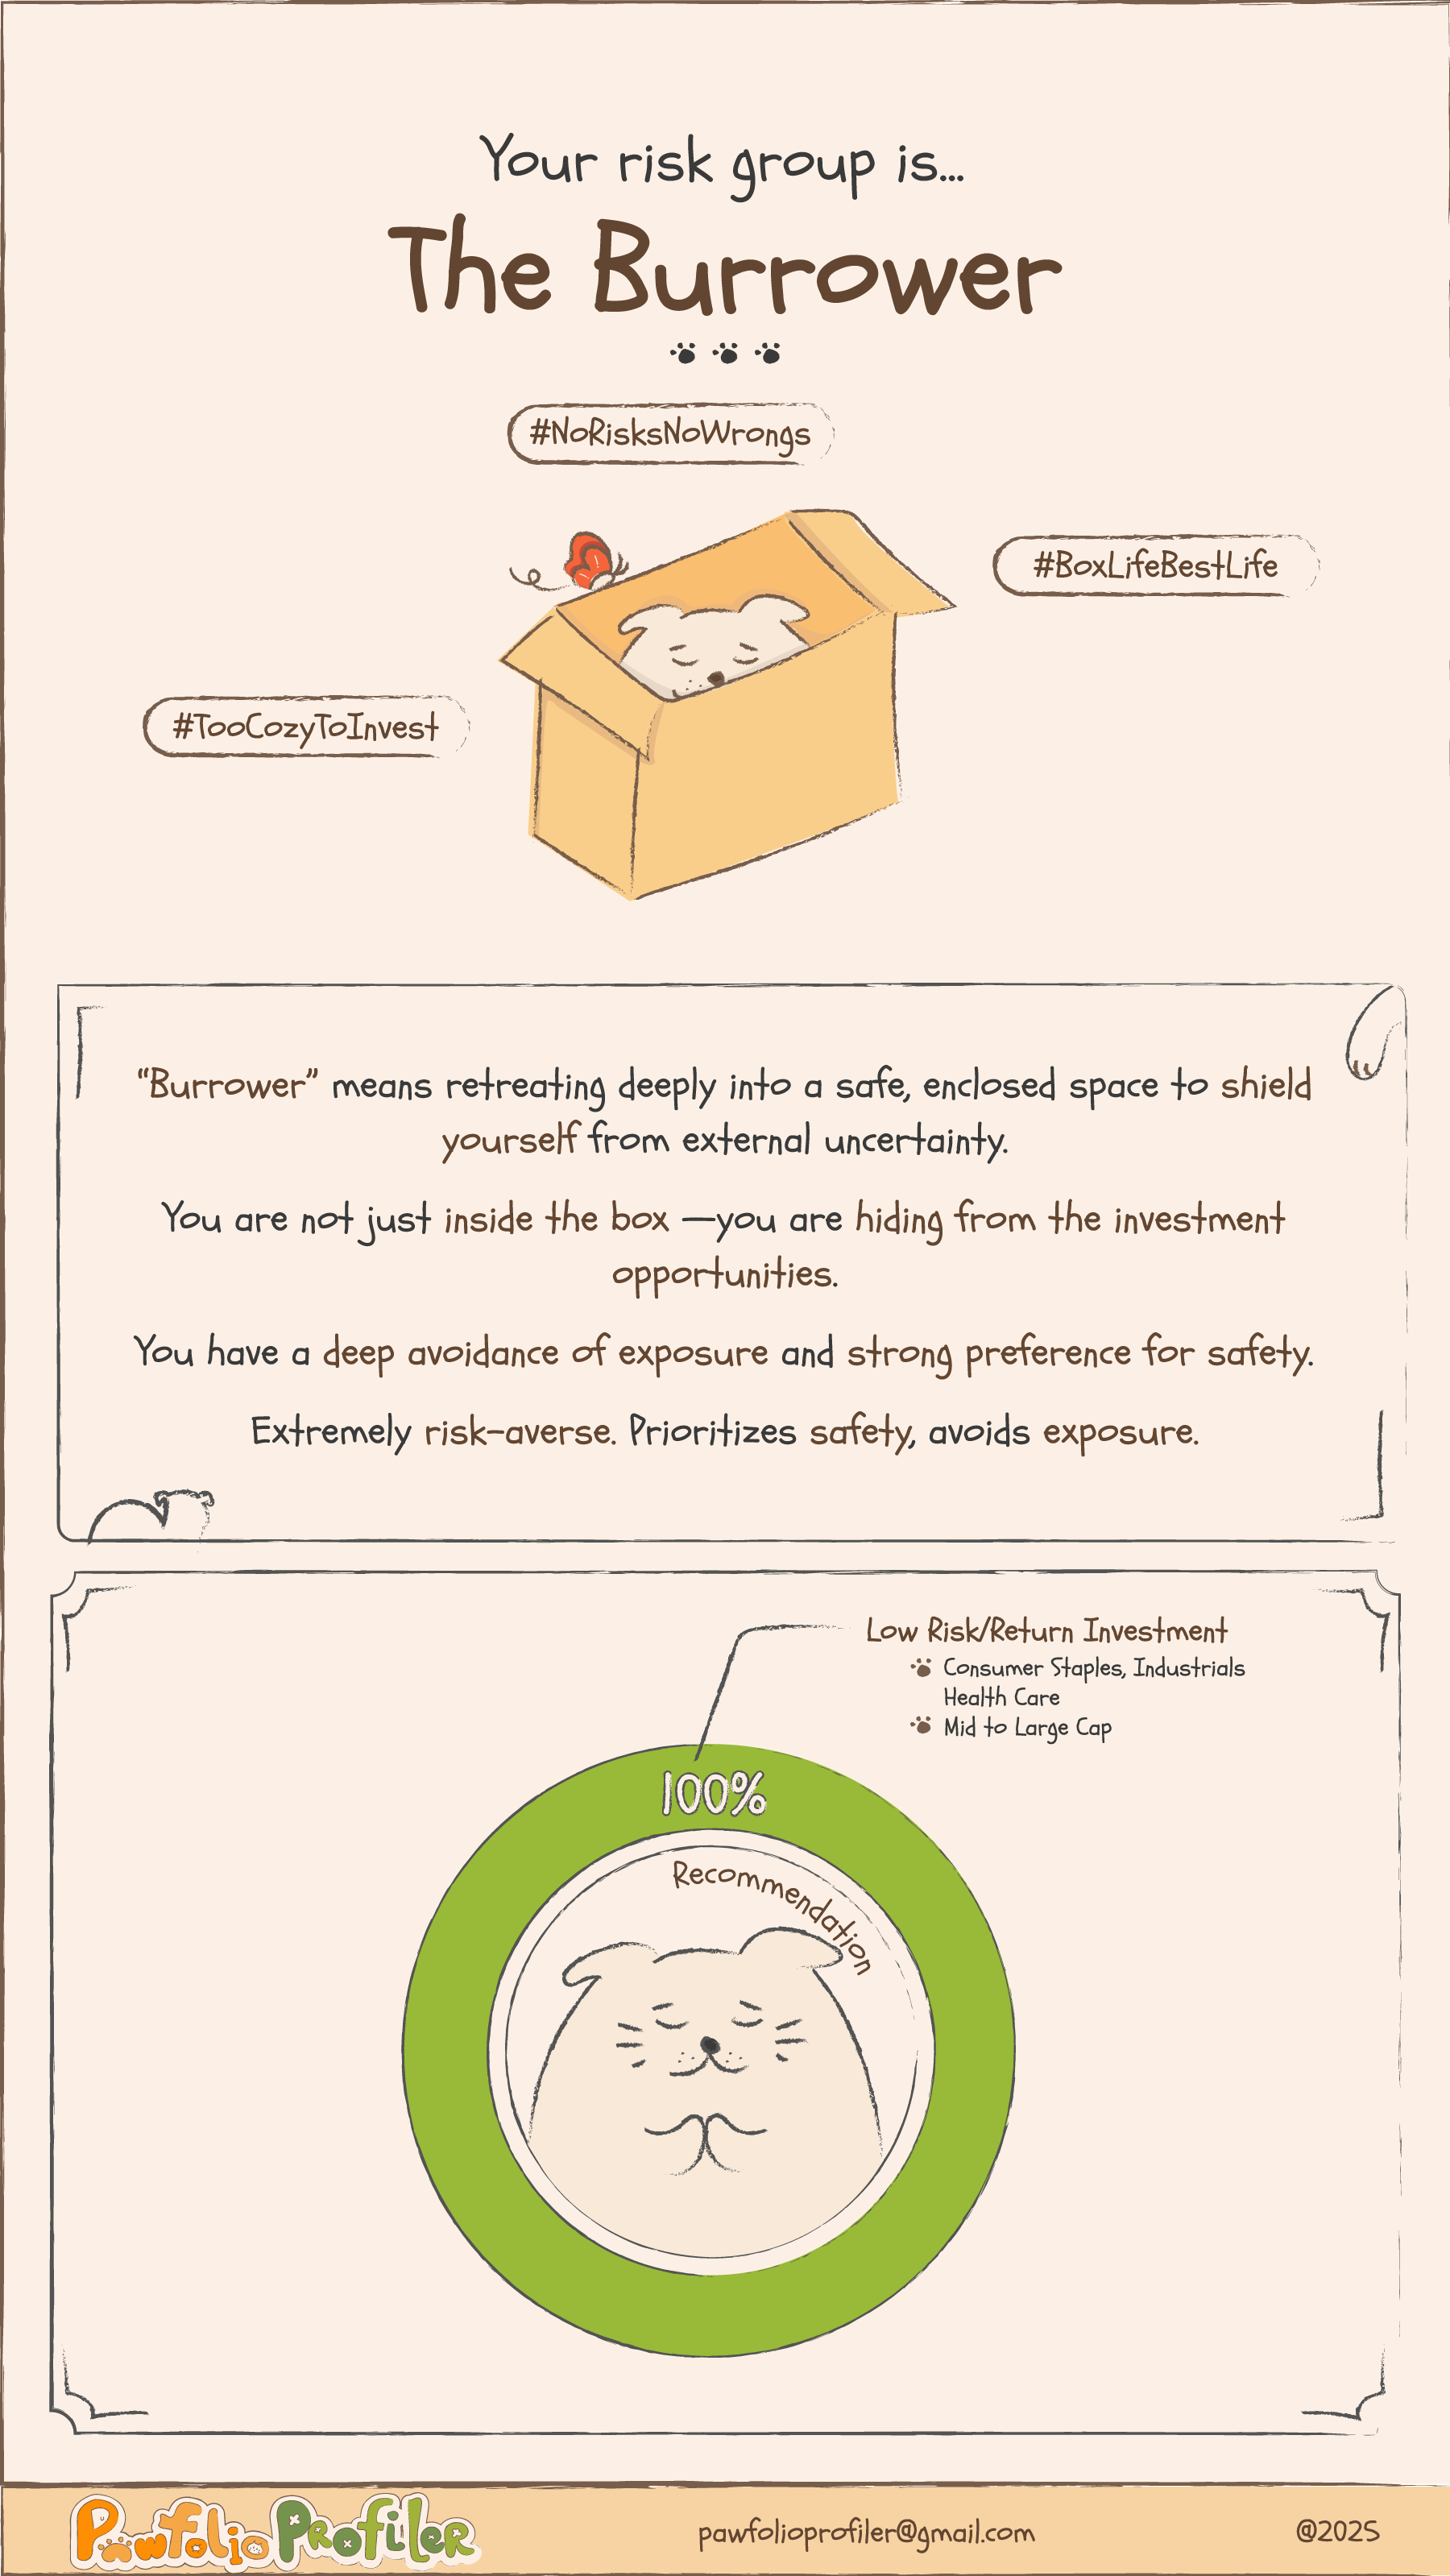 Your risk group is...
The Burrower
#NoRisksNoWrongs
#BoxLifeBestLife
#TooCozyToInvest
“Burrower” means retreating deeply into a safe, enclosed space to shield
yourself from external uncertainty.
You are not just inside the box —you are hiding from the investment
opportunities.
You have a deep avoidance of exposure and strong preference for safety.
Extremely risk-averse. Prioritizes safety, avoids exposure.
Low Risk/Return Investment
Consumer Staples, Industrials
Health Care
Mid to Large Cap
100%
Recommendation
Pawfolio Profiler
pawfolioprofiler@gmail.com
@2025